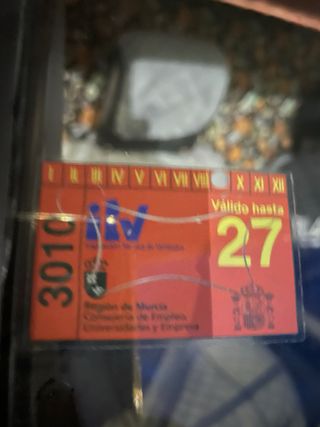 I II III IV V VI VII VIII X XI XII
3010
itv
Válido hasta
27
Región de Murcia
Consejería de Empleo
Universidades y Empresa